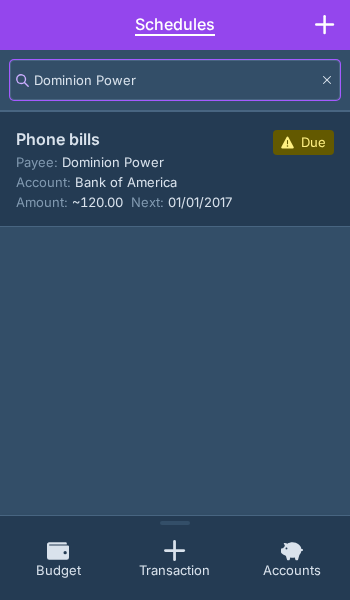 Schedules
Dominion Power
Phone bills
Due
Payee: Dominion Power
Account: Bank of America
Amount: ~120.00 Next: 01/01/2017
Budget
Transaction
Accounts